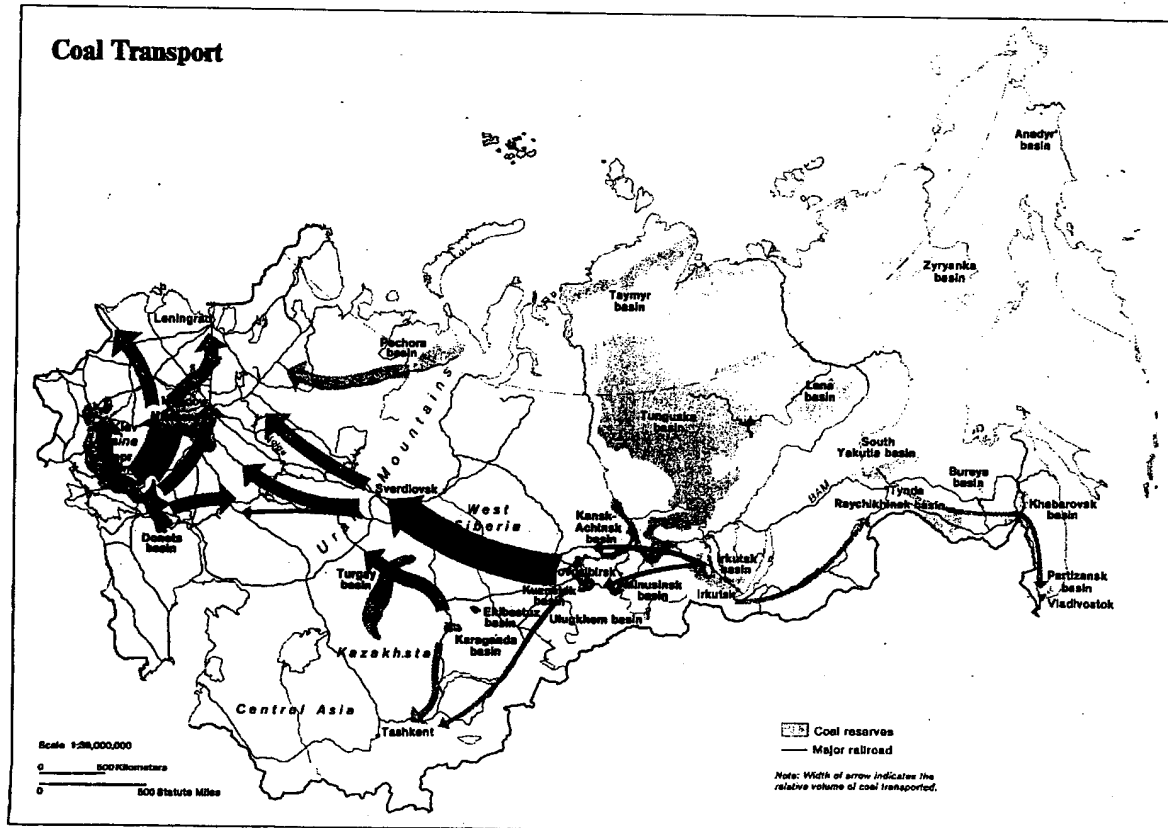 Coal Transport
Anadyr'
basin
Zyryanka
basin
Taymyr
basin
Leningrad
Pechora
basin
Lena
basin
Tunguska
basin
Mountains
South
Yakutia basin
Bureya
basin
BAM
Tynda
Raychikhinsk basin
Khabarovsk
Sverdlovsk
West
Siberia
Kansk-
Achinsk
basin
Donets
basin
Ural
Irkutsk
basin
Turgay
basin
Novosibirsk
Kuznetsk
basin
Minusinsk
basin
Irkutsk
Partizansk
basin
Vladivostok
Ekibastuz
basin
Ulugkhem basin
Karaganda
basin
Kazakhsta
Central Asia
Tashkent
Coal reserves
Major railroad
Scale 1:38,000,000
0 500 Kilometers
0 500 Statute Miles
Note: Width of arrow indicates the
relative volume of coal transported.